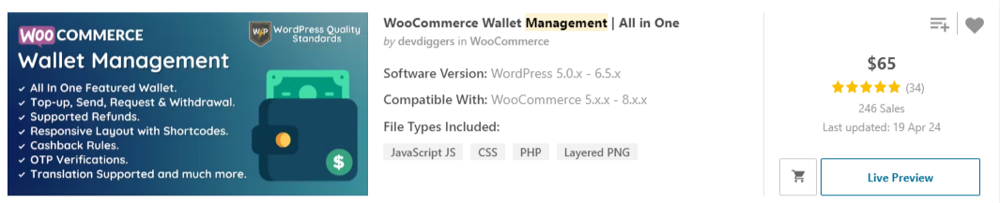 WOO COMMERCE
W P WordPress Quality
Standards
Wallet Management
✓ All In One Featured Wallet.
✓ Top-up, Send, Request & Withdrawal.
✓ Supported Refunds.
✓ Responsive Layout with Shortcodes.
✓ Cashback Rules.
✓ OTP Verifications.
✓ Translation Supported and much more.
$
WooCommerce Wallet Management | All in One
by devdiggers in WooCommerce
Software Version: WordPress 5.0.x - 6.5.x
Compatible With: WooCommerce 5.x.x - 8.x.x
File Types Included:
JavaScript JS CSS PHP Layered PNG
$65
(34)
246 Sales
Last updated: 19 Apr 24
Live Preview